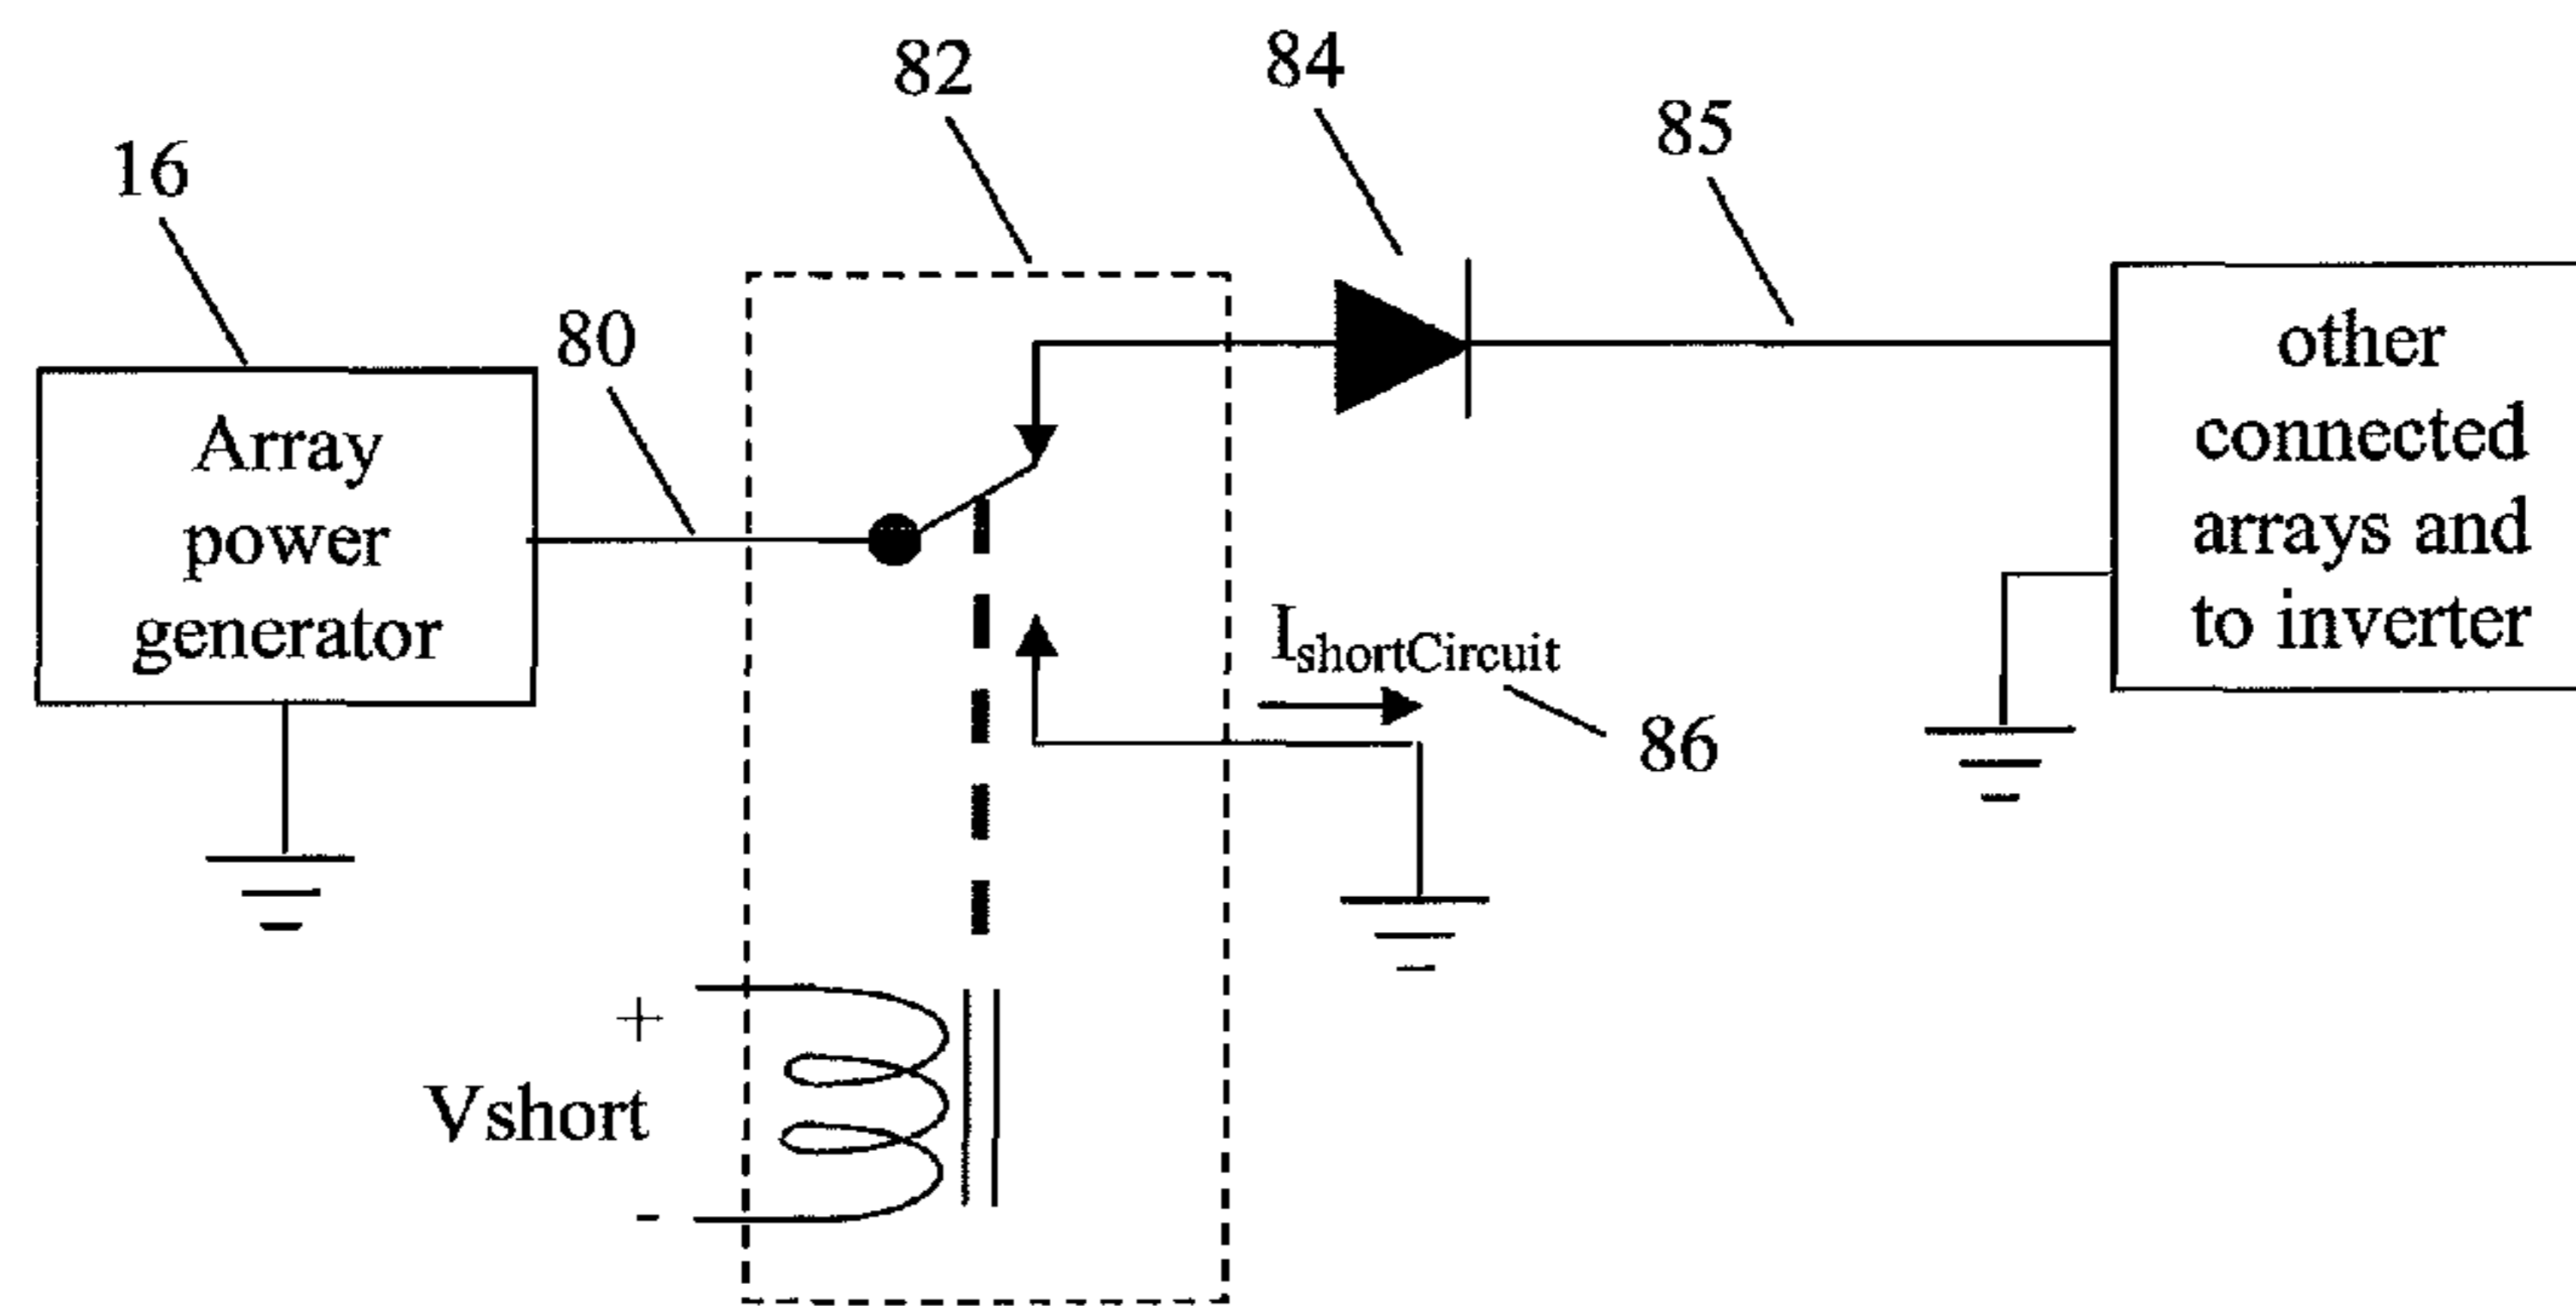 82
84
85
16
80
Array
power
generator
other
connected
arrays and
to inverter
IshortCircuit
86
+
Vshort
-